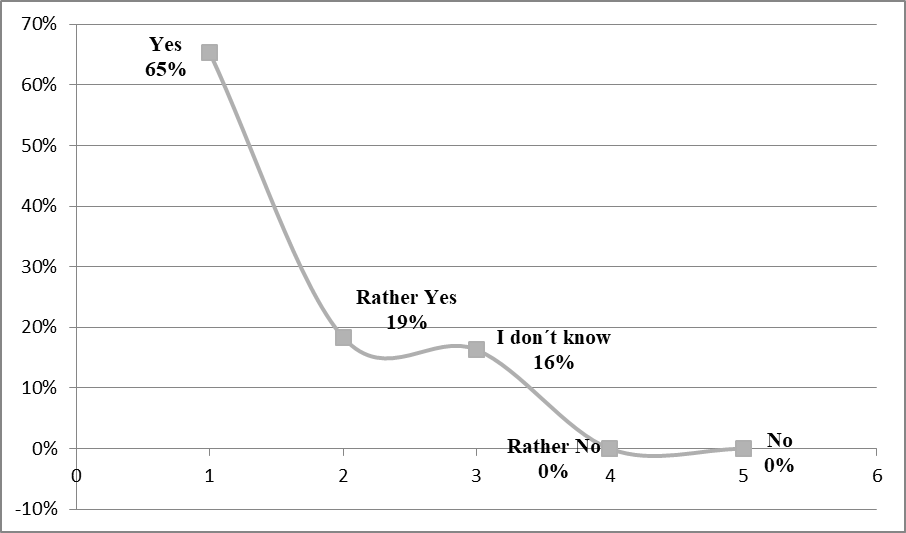 70%
Yes
65%
60%
50%
40%
30%
Rather Yes
19%
20%
I don´t know
16%
10%
Rather No
0%
No
0%
0%
0 1 2 3 4 5 6
-10%